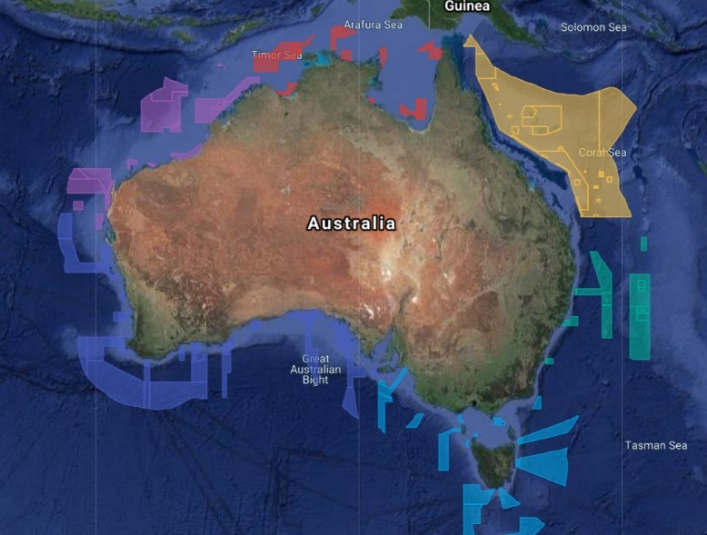 Guinea
Arafura Sea
Solomon Sea
Timor Sea
Coral Sea
Australia
Great
Australian
Bight
Tasman Sea